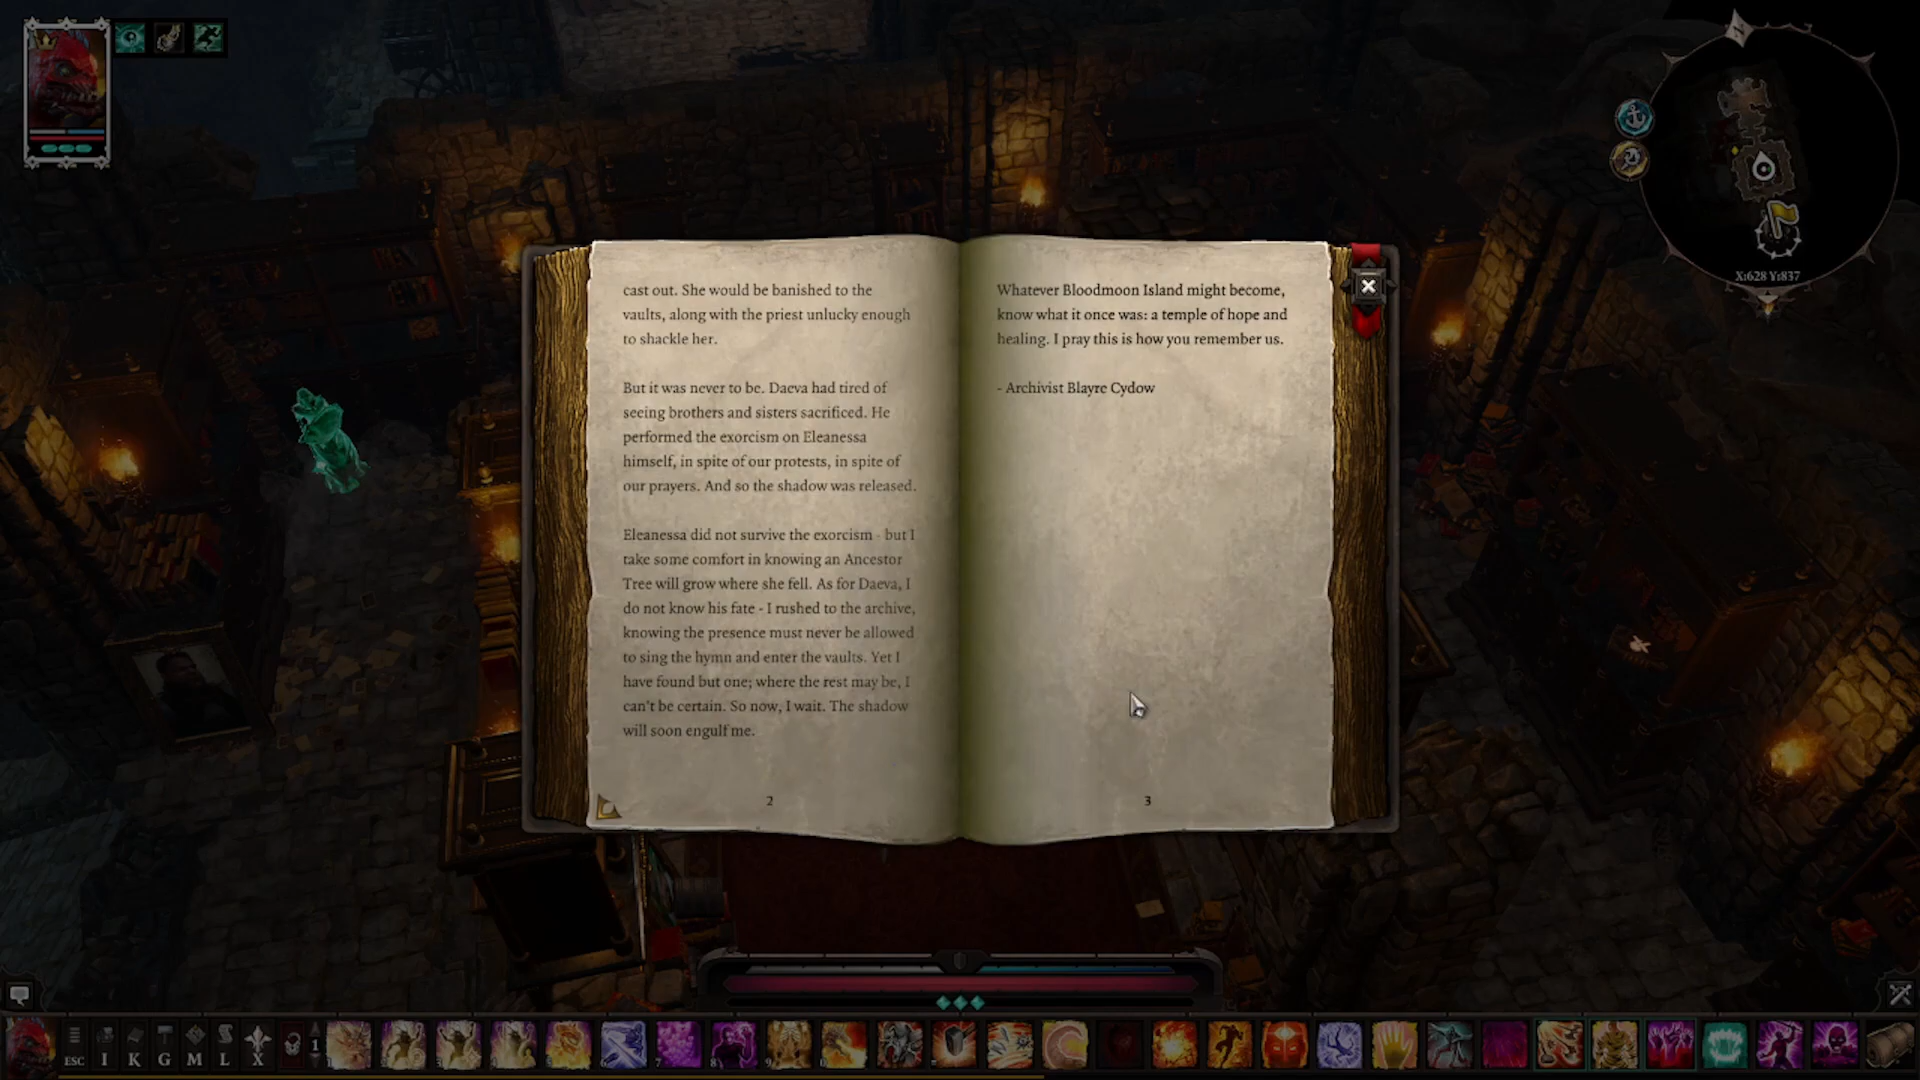 X:628 Y:837
cast out. She would be banished to the
vaults, along with the priest unlucky enough
to shackle her.
But it was never to be. Daeva had tired of
seeing brothers and sisters sacrificed. He
performed the exorcism on Eleanessa
himself, in spite of our protests, in spite of
our prayers. And so the shadow was released.
Eleanessa did not survive the exorcism - but I
take some comfort in knowing an Ancestor
Tree will grow where she fell. As for Daeva, I
do not know his fate - I rushed to the archive,
knowing the presence must never be allowed
to sing the hymn and enter the vaults. Yet I
have found but one; where the rest may be, I
can't be certain. So now, I wait. The shadow
will soon engulf me.
2
Whatever Bloodmoon Island might become,
know what it once was: a temple of hope and
healing. I pray this is how you remember us.
- Archivist Blayre Cydow
3
ESC I K G M L X 1